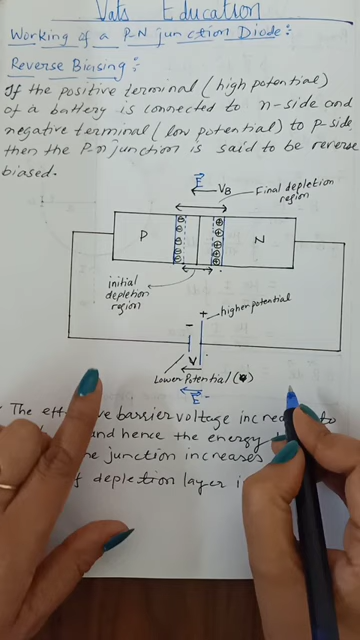 Vats Education
Working of a P-N junction Diode:
Reverse Biasing:
If the positive terminal (high potential)
of a battery is connected to n-side and
negative terminal (low potential) to p-side
then the P-n junction is said to be reverse
biased.
E
VB
Final depletion
region
P
N
initial
depletion
region
- +
higher potential
V
Lower Potential
E
The effective barrier voltage increases to
and hence the energy
junction increases
of depletion layer